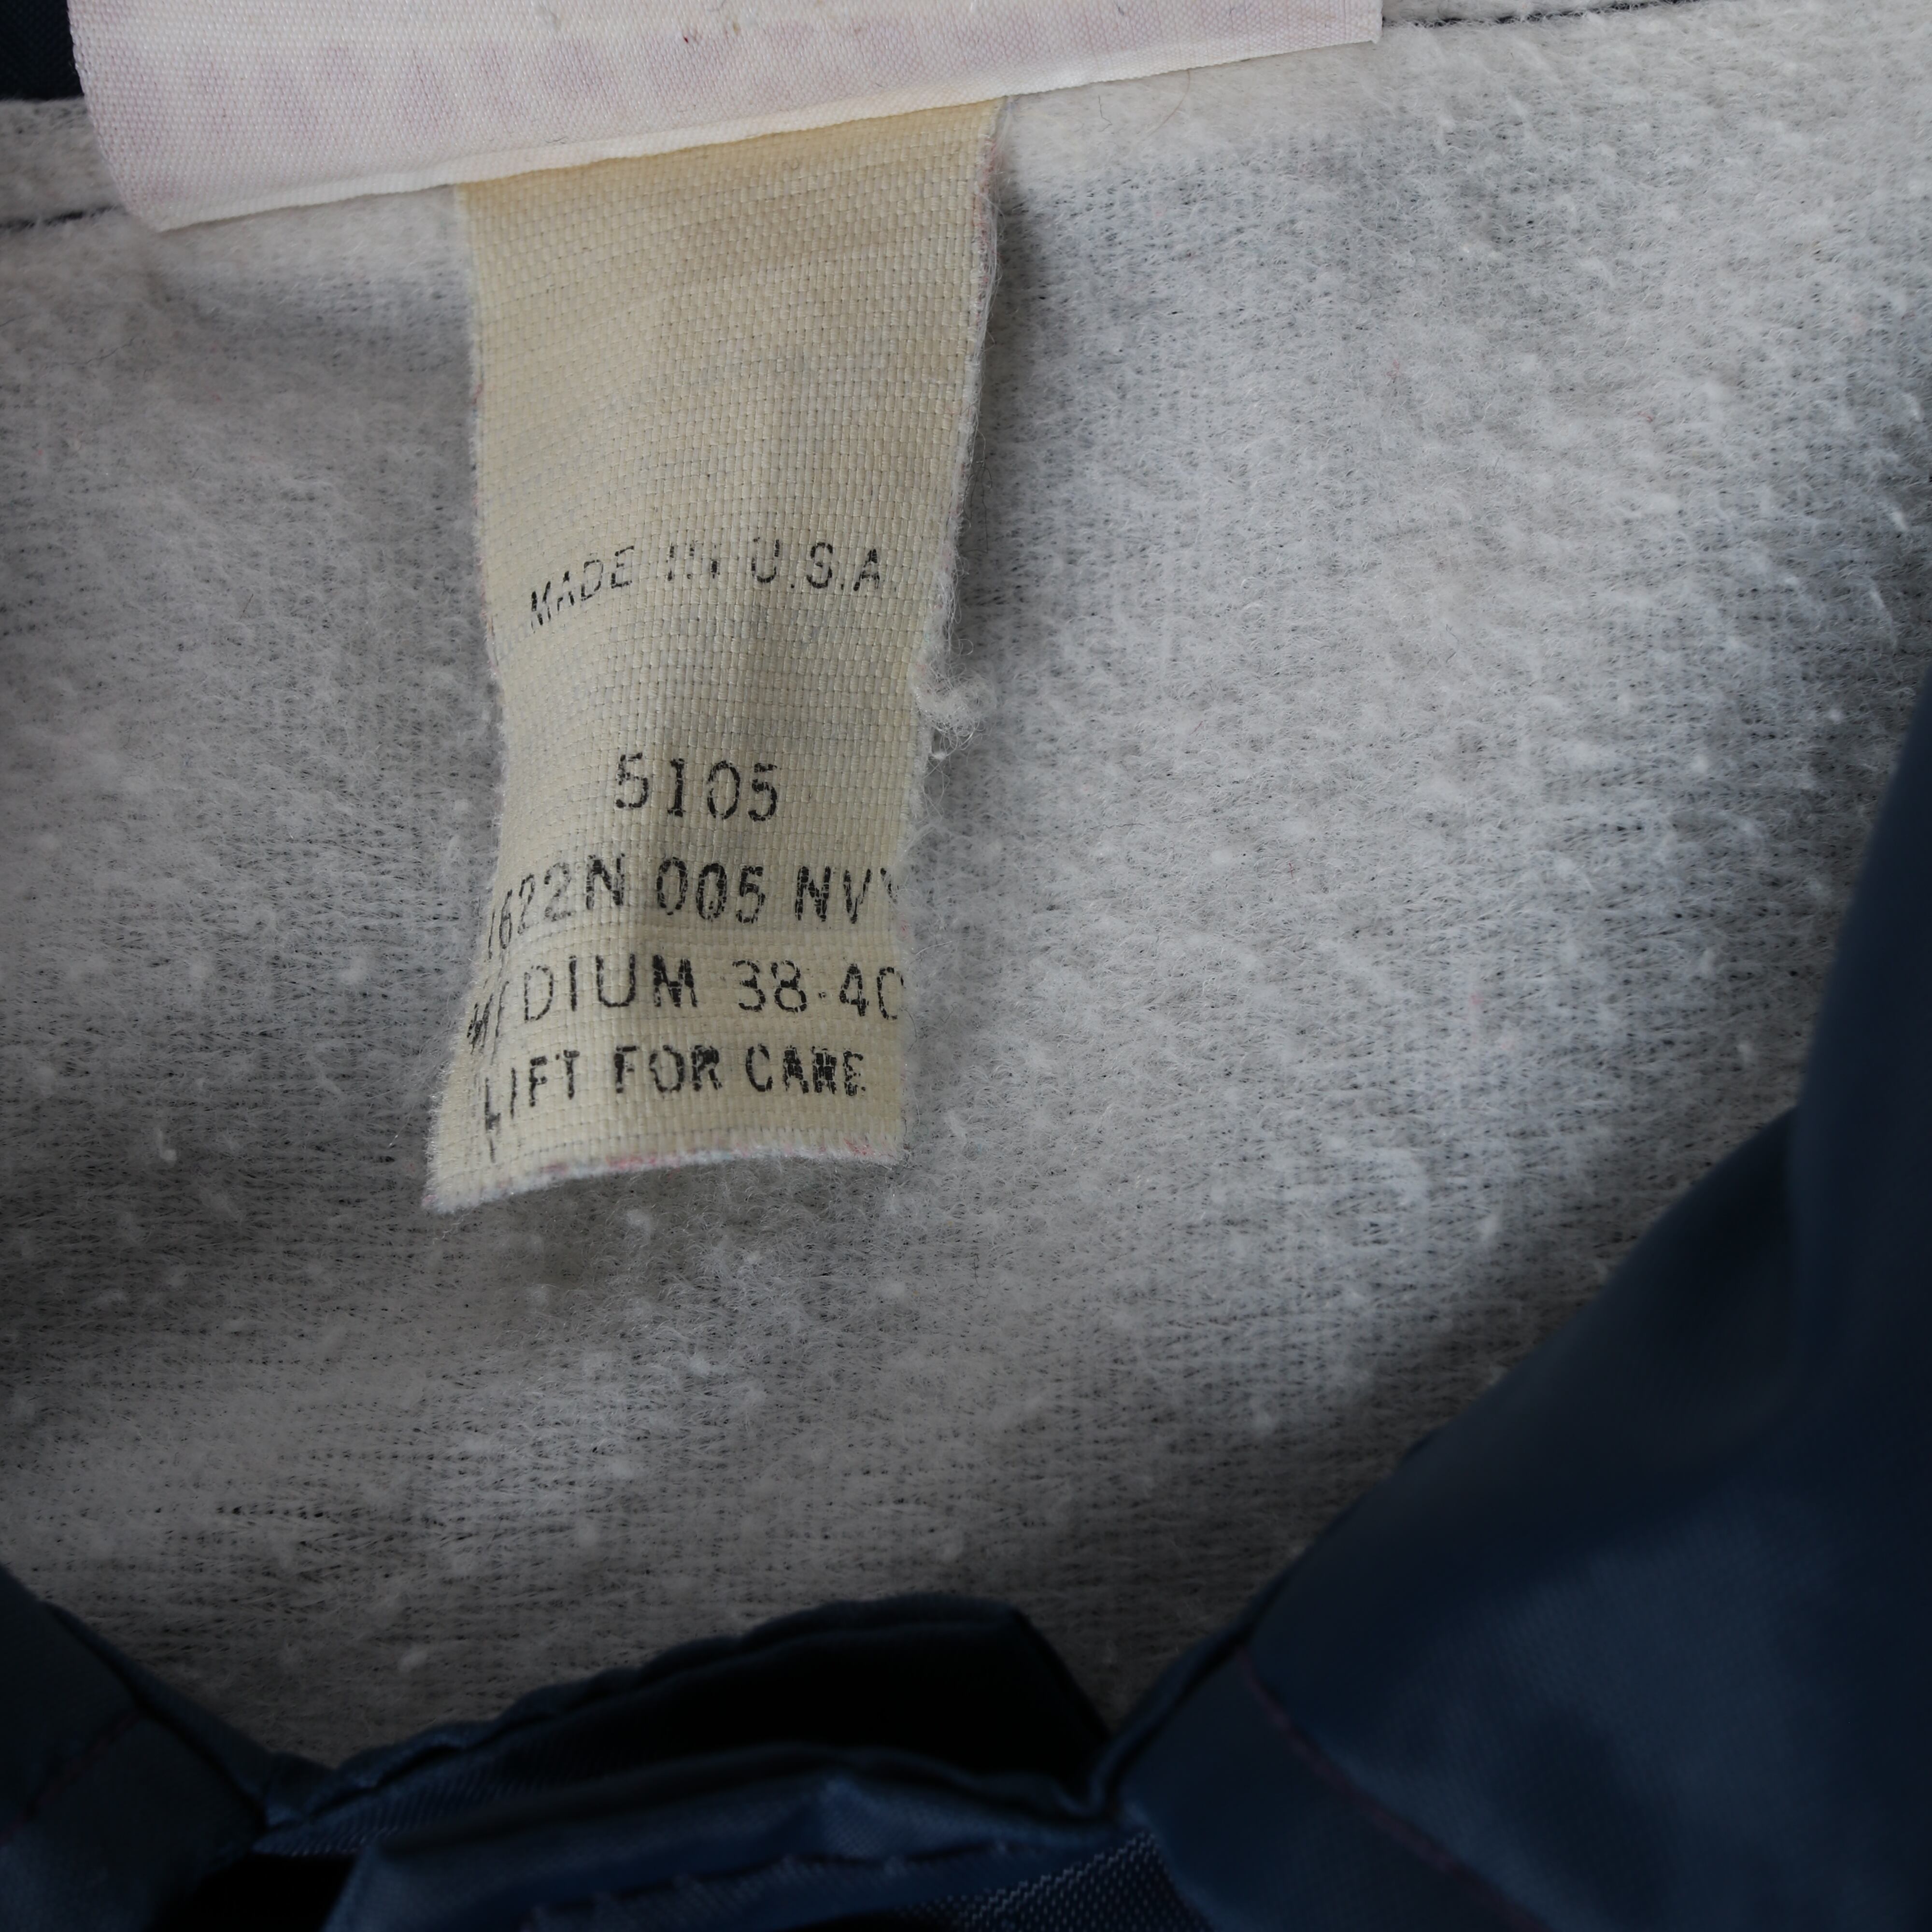 MADE IN U.S.A.
5105
1622N 005 NVY
MEDIUM 38-40
LIFT FOR CARE